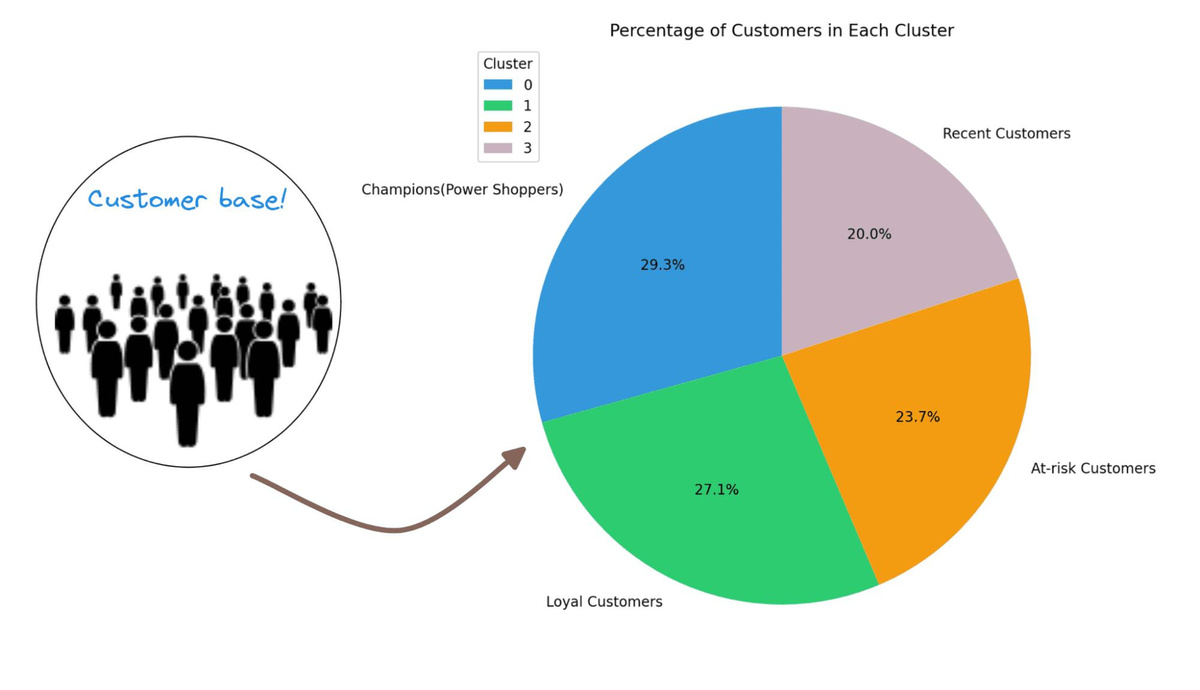 Percentage of Customers in Each Cluster
Cluster
0
1
2
3
Customer base!
Champions(Power Shoppers)
Recent Customers
29.3%
20.0%
23.7%
At-risk Customers
27.1%
Loyal Customers